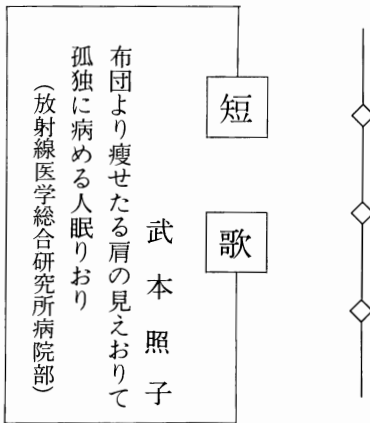 短歌
武本照子
布団より痩せたる肩の見えおりて
孤独に病める人眠りおり
（放射線医学総合研究所病院部）